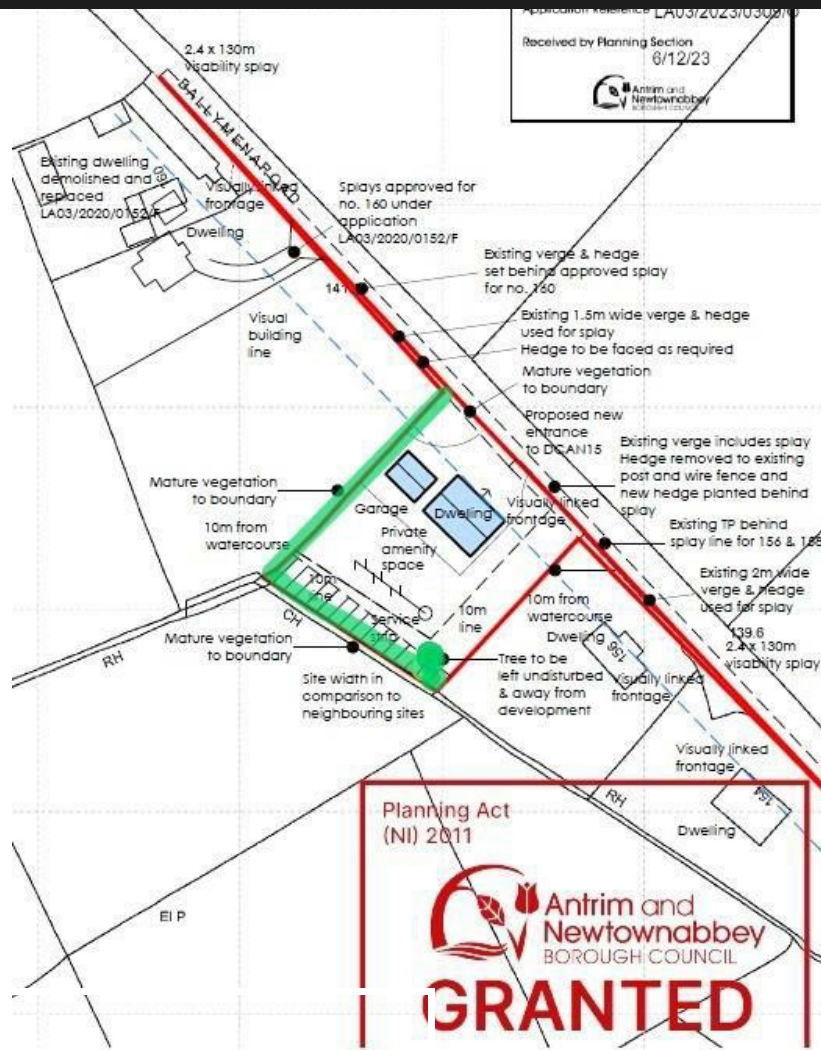 Application Reference LA03/2023/0309/O
Received by Planning Section
6/12/23
Antrim and
Newtownabbey
BOROUGH COUNCIL
2.4 x 130m
visability splay
BALLYMENA ROAD
Existing dwelling
demolished and
replaced
LA03/2020/0152/F
160
Visually linked
frontage
Dwelling
Splays approved for
no. 160 under
application
LA03/2020/0152/F
Existing verge & hedge
set behind approved splay
for no. 160
Visual
building
line
Existing 1.5m wide verge & hedge
used for splay
Hedge to be faced as required
Mature vegetation
to boundary
Proposed new
entrance
to DCAN15
Existing verge includes splay
Hedge removed to existing
post and wire fence and
new hedge planted behind
splay
Mature vegetation
to boundary
Garage
Dwelling
Visually linked
frontage
Existing TP behind
splay line for 156 & 158
10m from
watercourse
Private
amenity
space
Existing 2m wide
verge & hedge
used for splay
10m
line
10m
line
10m from
watercourse
Service
strip
CH
RH
Mature vegetation
to boundary
Dwelling
156
139.6
2.4 x 130m
visability splay
Tree to be
left undisturbed
& away from
development
Visually linked
frontage
Site width in
comparison to
neighbouring sites
Visually linked
frontage
RH
154
Dwelling
Planning Act
(NI) 2011
Antrim and
Newtownabbey
BOROUGH COUNCIL
GRANTED
El P